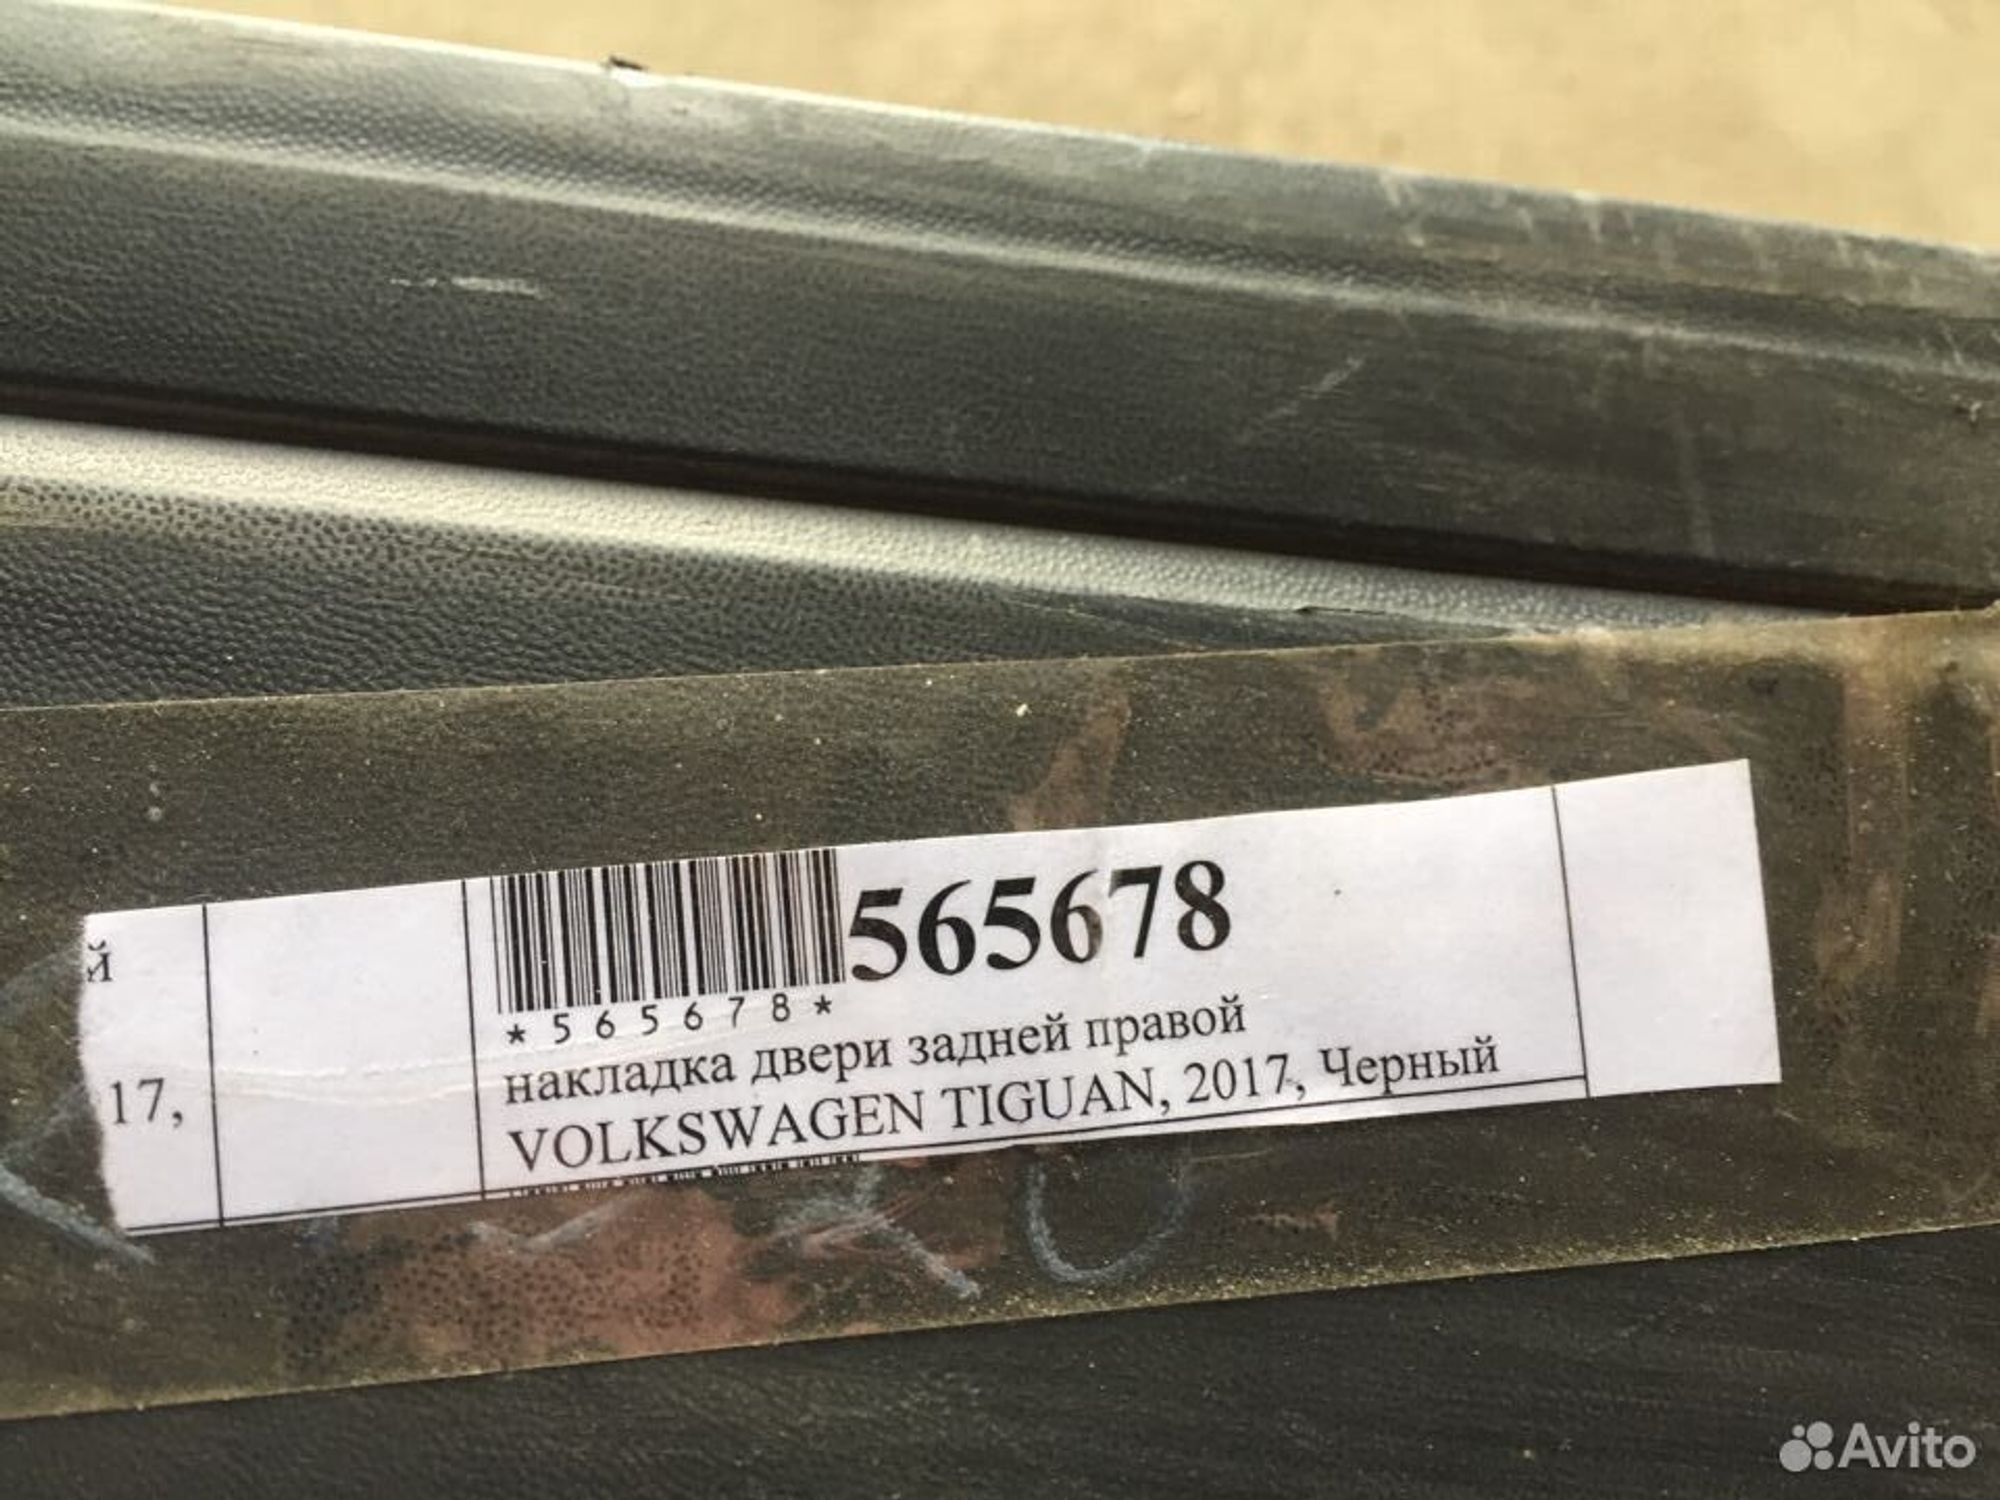 й
17,
565678
*565678*
накладка двери задней правой
VOLKSWAGEN TIGUAN, 2017, Черный
Avito